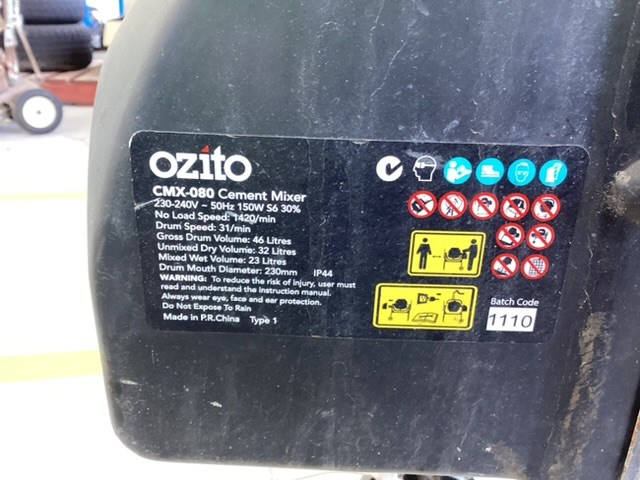 ozito
CMX-080 Cement Mixer
230-240V ~ 50Hz 150W S6 30%
No Load Speed: 1420/min
Drum Speed: 31/min
Gross Drum Volume: 46 Litres
Unmixed Dry Volume: 32 Litres
Mixed Wet Volume: 23 Litres
Drum Mouth Diameter: 230mm IP44
WARNING: To reduce the risk of injury, user must
read and understand the instruction manual.
Always wear eye, face and ear protection.
Do Not Expose To Rain
Made in P.R.China Type 1
Batch Code
1110